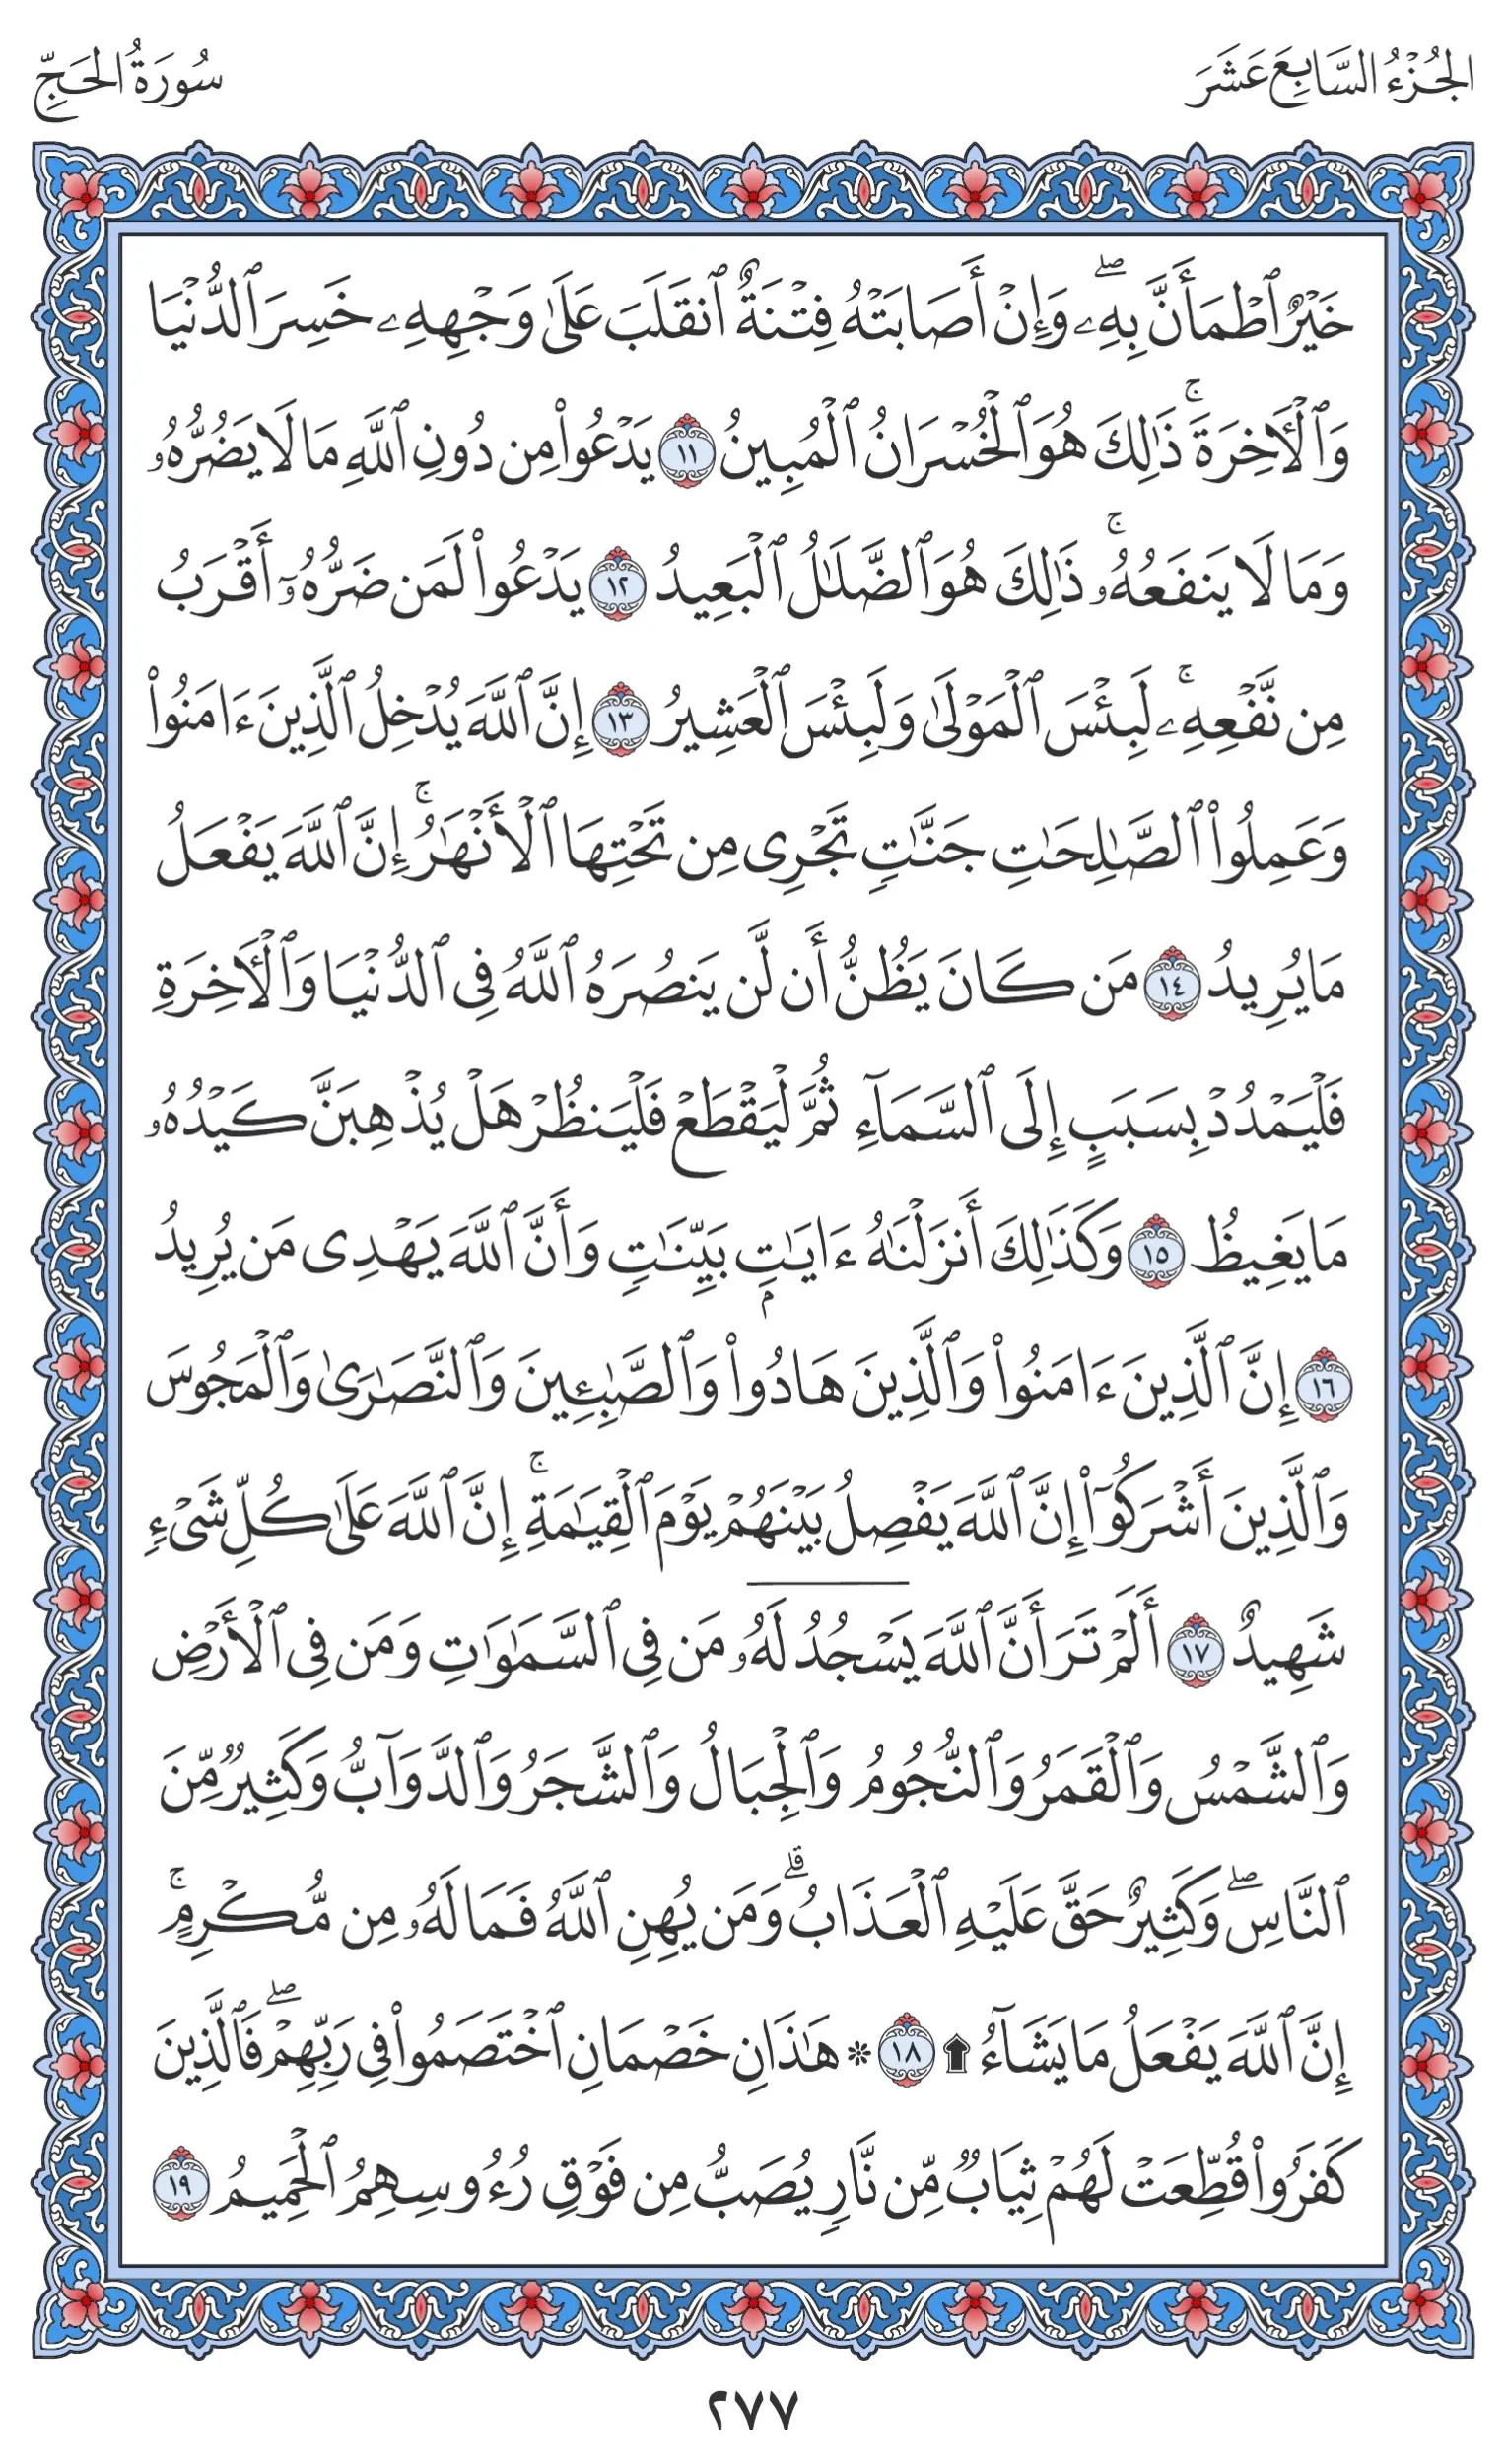 الجُزْءُ السَّابِعَ عَشَرَ
سُورَةُ الحَجِّ
خَيْرٌ ٱطْمَأَنَّ بِهِۦۖ وَإِنْ أَصَابَتْهُ فِتْنَةٌ ٱنقَلَبَ عَلَىٰ وَجْهِهِۦ خَسِرَ ٱلدُّنْيَا
وَٱلْأَخِرَةَۚ ذَٰلِكَ هُوَ ٱلْخُسْرَانُ ٱلْمُبِينُ ١١ يَدْعُوا۟ مِن دُونِ ٱللَّهِ مَا لَا يَضُرُّهُۥ
وَمَا لَا يَنفَعُهُۥۚ ذَٰلِكَ هُوَ ٱلضَّلَٰلُ ٱلْبَعِيدُ ١٢ يَدْعُوا۟ لَمَن ضَرُّهُۥٓ أَقْرَبُ
مِن نَّفْعِهِۦۚ لَبِئْسَ ٱلْمَوْلَىٰ وَلَبِئْسَ ٱلْعَشِيرُ ١٣ إِنَّ ٱللَّهَ يُدْخِلُ ٱلَّذِينَ ءَامَنُوا۟
وَعَمِلُوا۟ ٱلصَّٰلِحَٰتِ جَنَّٰتٍ تَجْرِى مِن تَحْتِهَا ٱلْأَنْهَٰرُۚ إِنَّ ٱللَّهَ يَفْعَلُ
مَا يُرِيدُ ١٤ مَن كَانَ يَظُنُّ أَن لَّن يَنصُرَهُ ٱللَّهُ فِى ٱلدُّنْيَا وَٱلْأَخِرَةِ
فَلْيَمْدُدْ بِسَبَبٍ إِلَى ٱلسَّمَآءِ ثُمَّ لْيَقْطَعْ فَلْيَنظُرْ هَلْ يُذْهِبَنَّ كَيْدُهُۥ
مَا يَغِيظُ ١٥ وَكَذَٰلِكَ أَنزَلْنَٰهُ ءَايَٰتٍۭ بَيِّنَٰتٍ وَأَنَّ ٱللَّهَ يَهْدِى مَن يُرِيدُ
١٦ إِنَّ ٱلَّذِينَ ءَامَنُوا۟ وَٱلَّذِينَ هَادُوا۟ وَٱلصَّٰبِـِٔينَ وَٱلنَّصَٰرَىٰ وَٱلْمَجُوسَ
وَٱلَّذِينَ أَشْرَكُوٓا۟ إِنَّ ٱللَّهَ يَفْصِلُ بَيْنَهُمْ يَوْمَ ٱلْقِيَٰمَةِۚ إِنَّ ٱللَّهَ عَلَىٰ كُلِّ شَىْءٍ
شَهِيدٌ ١٧ أَلَمْ تَرَ أَنَّ ٱللَّهَ يَسْجُدُ لَهُۥ مَن فِى ٱلسَّمَٰوَٰتِ وَمَن فِى ٱلْأَرْضِ
وَٱلشَّمْسُ وَٱلْقَمَرُ وَٱلنُّجُومُ وَٱلْجِبَالُ وَٱلشَّجَرُ وَٱلدَّوَآبُّ وَكَثِيرٌ مِّنَ
ٱلنَّاسِۖ وَكَثِيرٌ حَقَّ عَلَيْهِ ٱلْعَذَابُۗ وَمَن يُهِنِ ٱللَّهُ فَمَا لَهُۥ مِن مُّكْرِمٍۚ
إِنَّ ٱللَّهَ يَفْعَلُ مَا يَشَآءُ ۩ ١٨ ۞ هَٰذَانِ خَصْمَانِ ٱخْتَصَمُوا۟ فِى رَبِّهِمْۖ فَٱلَّذِينَ
كَفَرُوا۟ قُطِّعَتْ لَهُمْ ثِيَابٌ مِّن نَّارٍ يُصَبُّ مِن فَوْقِ رُءُوسِهِمُ ٱلْحَمِيمُ ١٩
٢٧٧